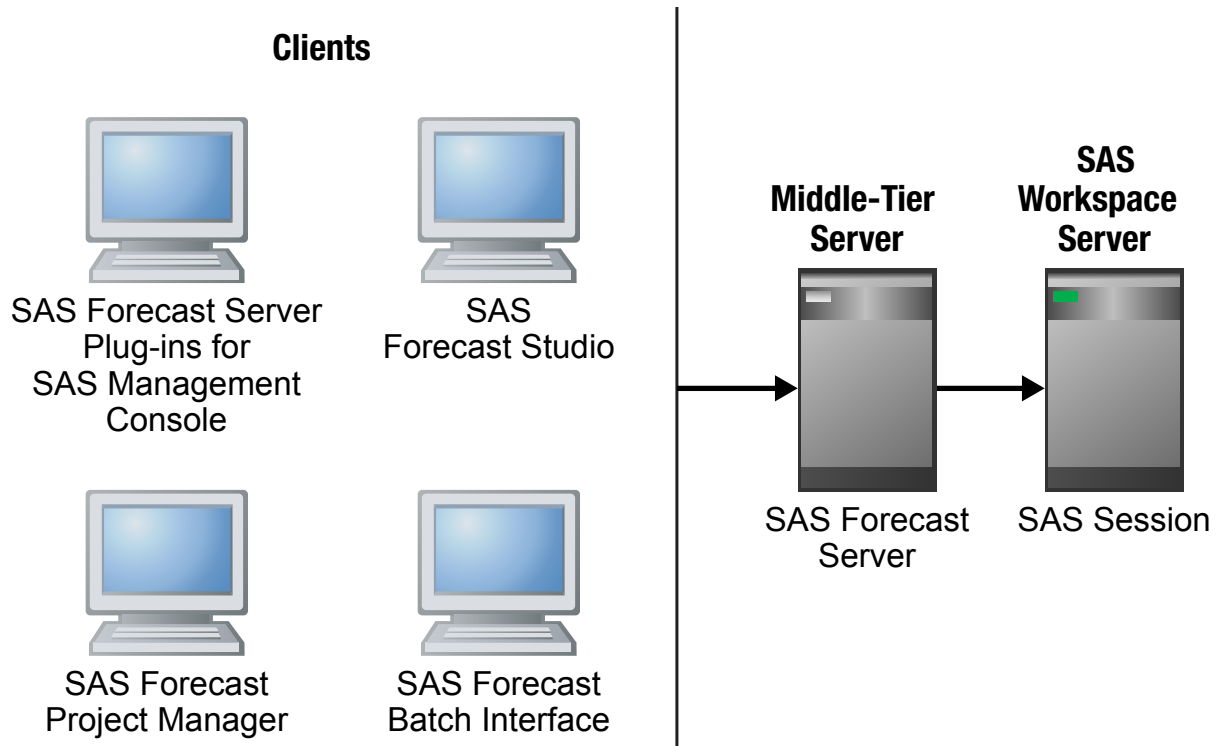 Clients
SAS Forecast Server
Plug-ins for
SAS Management
Console
SAS
Forecast Studio
SAS Forecast
Project Manager
SAS Forecast
Batch Interface
Middle-Tier
Server
SAS Forecast
Server
SAS
Workspace
Server
SAS Session